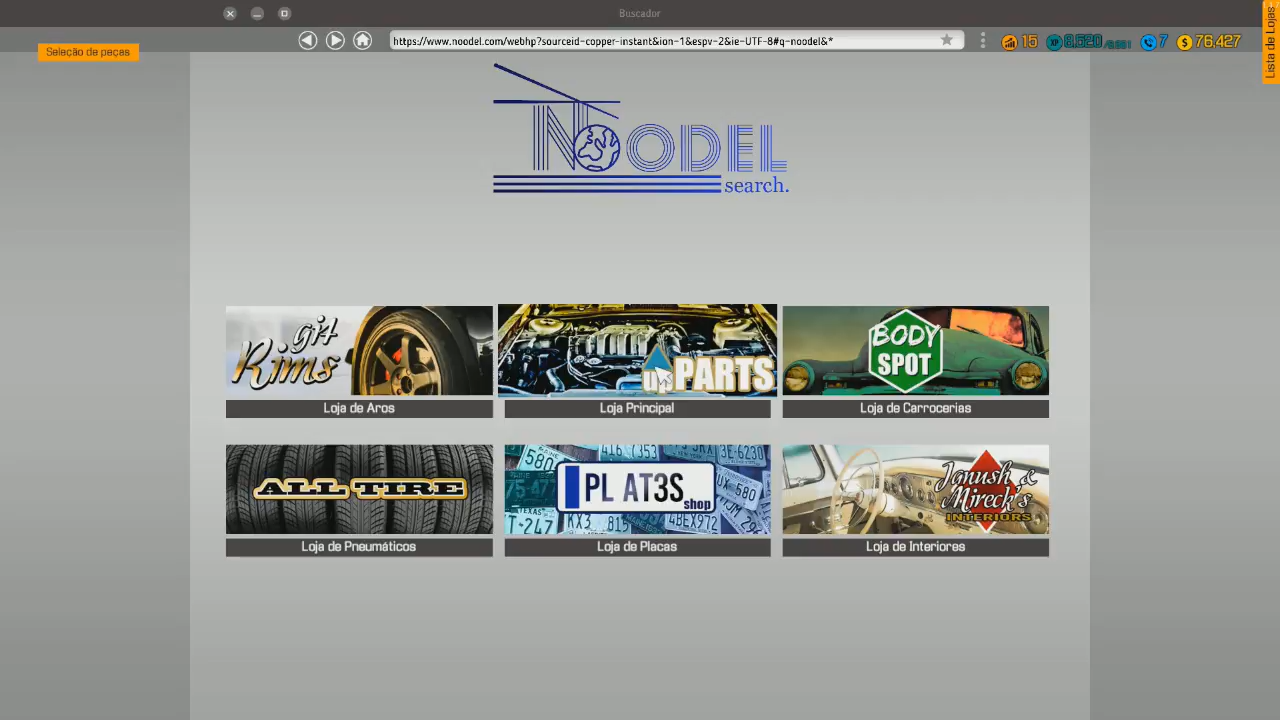 Buscador
Seleção de peças
https://www.noodel.com/webhp?sourceid-copper-instant&ion-1&espv-2&ie-UTF-8#q-noodel&*
15
XP
7
$ 76,427
Lista de Lojas
NOODEL
search.
git Rims
up PARTS
BODY SPOT
Loja de Aros
Loja Principal
Loja de Carrocerias
ALL TIRE
PL AT3S
shop
Janush & Mireck's
INTERIORS
Loja de Pneumáticos
Loja de Placas
Loja de Interiores